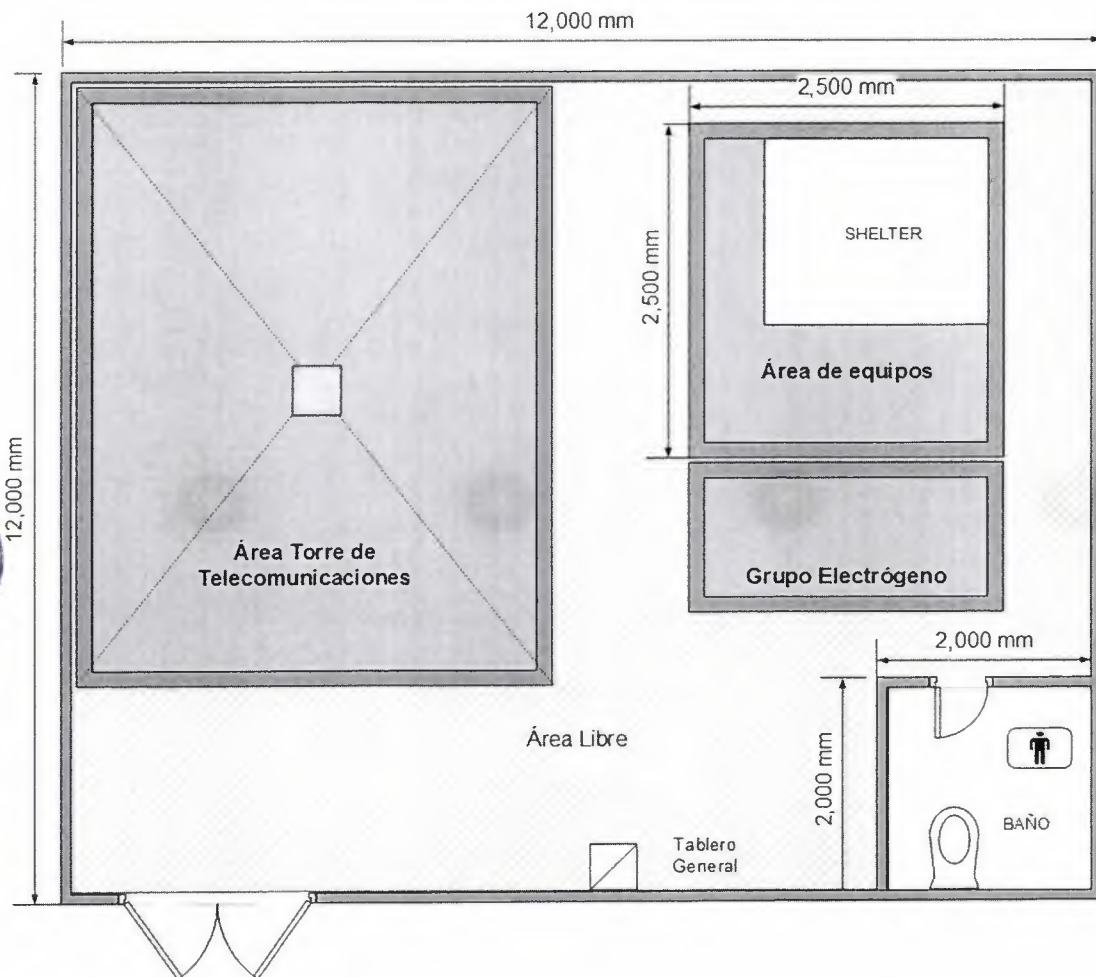 12,000 mm
2,500 mm
SHELTER
2,500 mm
Área de equipos
12,000 mm
Área Torre de
Telecomunicaciones
Grupo Electrógeno
2,000 mm
Área Libre
2,000 mm
BAÑO
Tablero
General